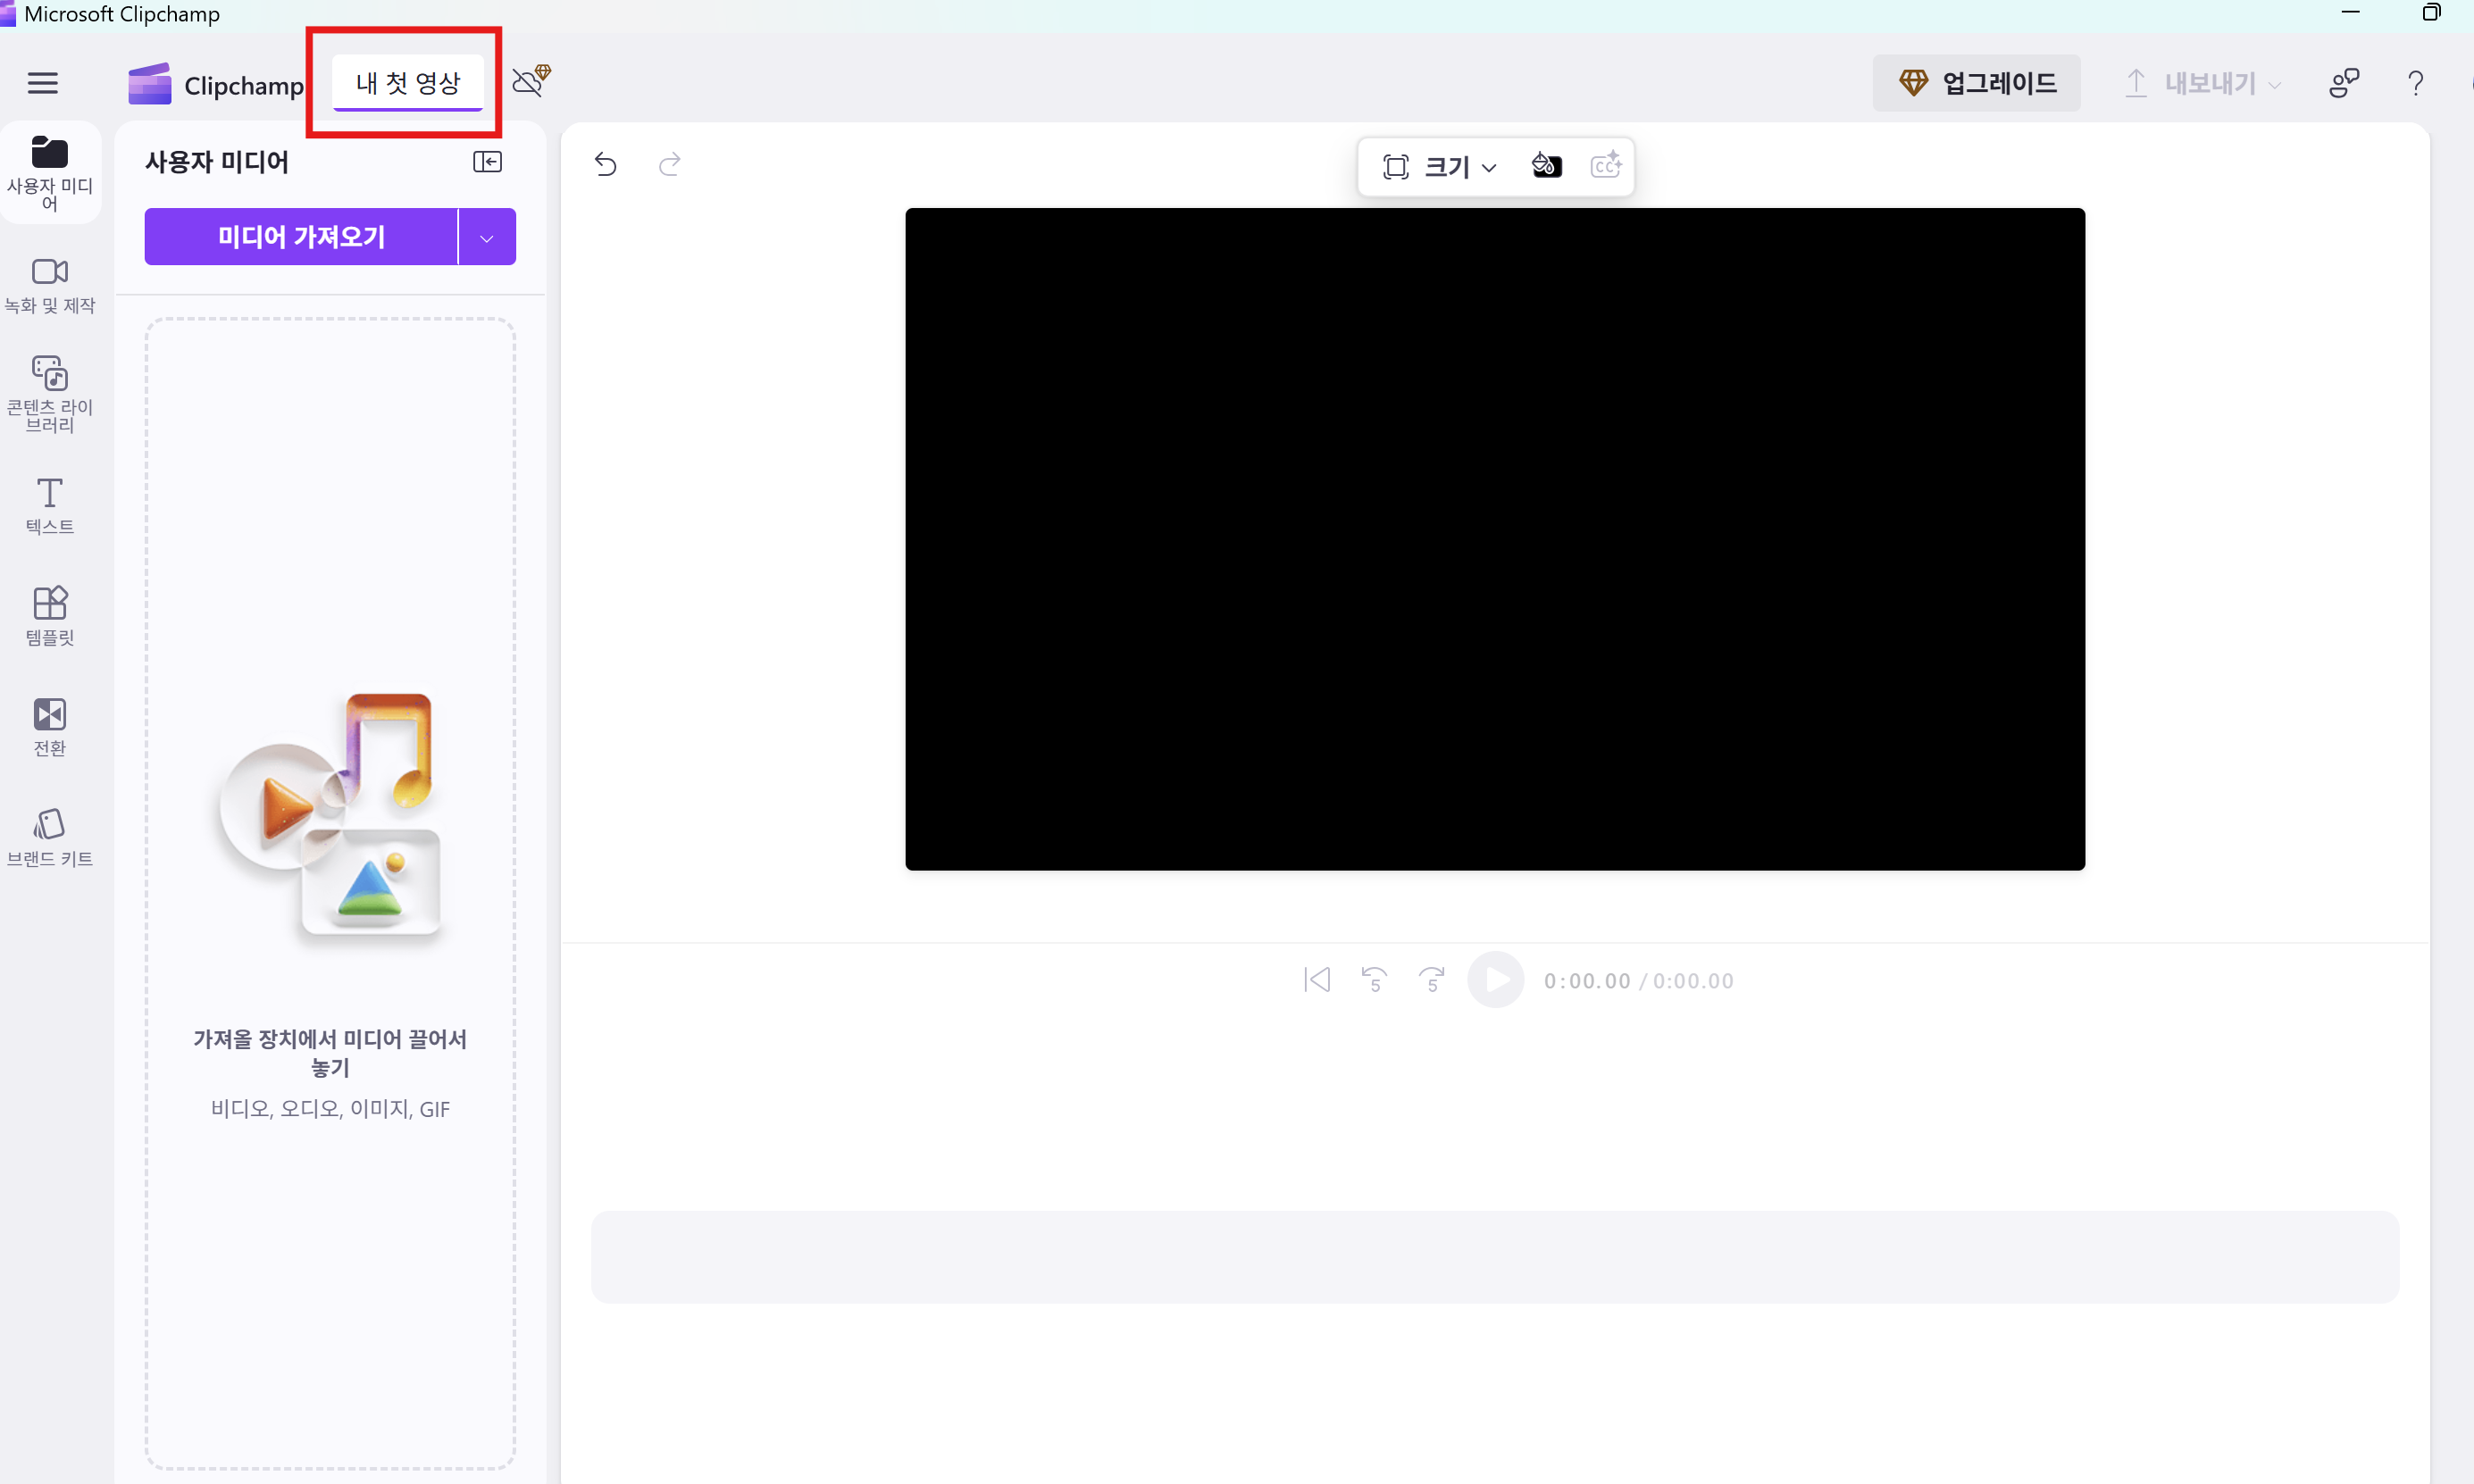 Microsoft Clipchamp
Clipchamp
내 첫 영상
업그레이드
내보내기
사용자 미디
어
녹화 및 제작
콘텐츠 라이
브러리
텍스트
템플릿
전환
브랜드 키트
사용자 미디어
미디어 가져오기
가져올 장치에서 미디어 끌어서
놓기
비디오, 오디오, 이미지, GIF
크기
CC
5
5
0:00.00 / 0:00.00